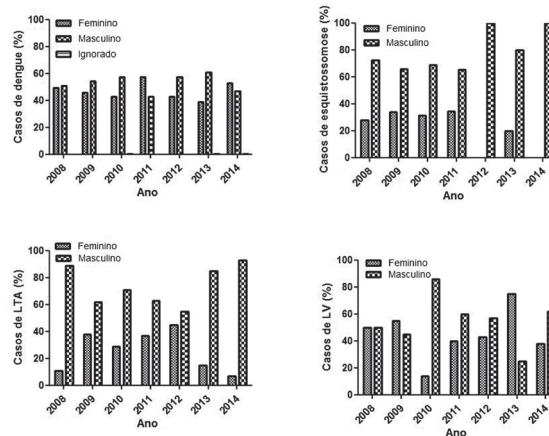 Feminino
Masculino
Ignorado
Casos de dengue (%)
100
80
60
40
20
0
2008 2009 2010 2011 2012 2013 2014
Ano
Feminino
Masculino
Casos de esquistossomose (%)
100
80
60
40
20
0
2008 2009 2010 2011 2012 2013 2014
Ano
Feminino
Masculino
Casos de LTA (%)
100
80
60
40
20
0
2008 2009 2010 2011 2012 2013 2014
Ano
Feminino
Masculino
Casos de LV (%)
100
80
60
40
20
0
2008 2009 2010 2011 2012 2013 2014
Ano